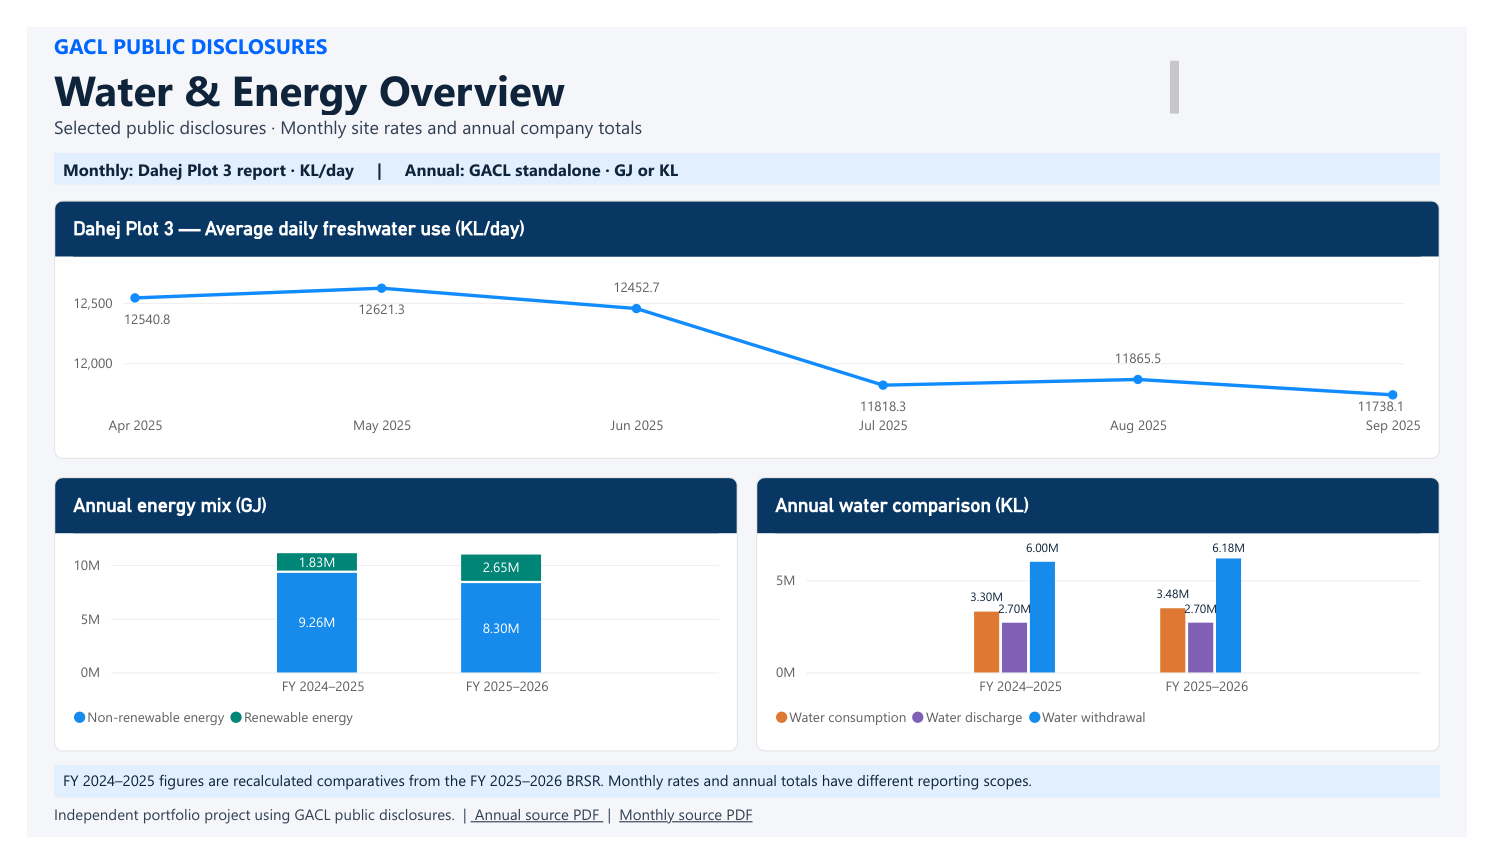 GACL PUBLIC DISCLOSURES
Water & Energy Overview
Selected public disclosures · Monthly site rates and annual company totals
Monthly: Dahej Plot 3 report · KL/day | Annual: GACL standalone · GJ or KL
Dahej Plot 3 — Average daily freshwater use (KL/day)
12,500
12,000
12540.8
12621.3
12452.7
11818.3
11865.5
11738.1
Apr 2025
May 2025
Jun 2025
Jul 2025
Aug 2025
Sep 2025
Annual energy mix (GJ)
10M
5M
0M
1.83M
9.26M
2.65M
8.30M
FY 2024–2025
FY 2025–2026
Non-renewable energy
Renewable energy
Annual water comparison (KL)
5M
0M
3.30M
2.70M
6.00M
3.48M
2.70M
6.18M
FY 2024–2025
FY 2025–2026
Water consumption
Water discharge
Water withdrawal
FY 2024–2025 figures are recalculated comparatives from the FY 2025–2026 BRSR. Monthly rates and annual totals have different reporting scopes.
Independent portfolio project using GACL public disclosures. | Annual source PDF | Monthly source PDF